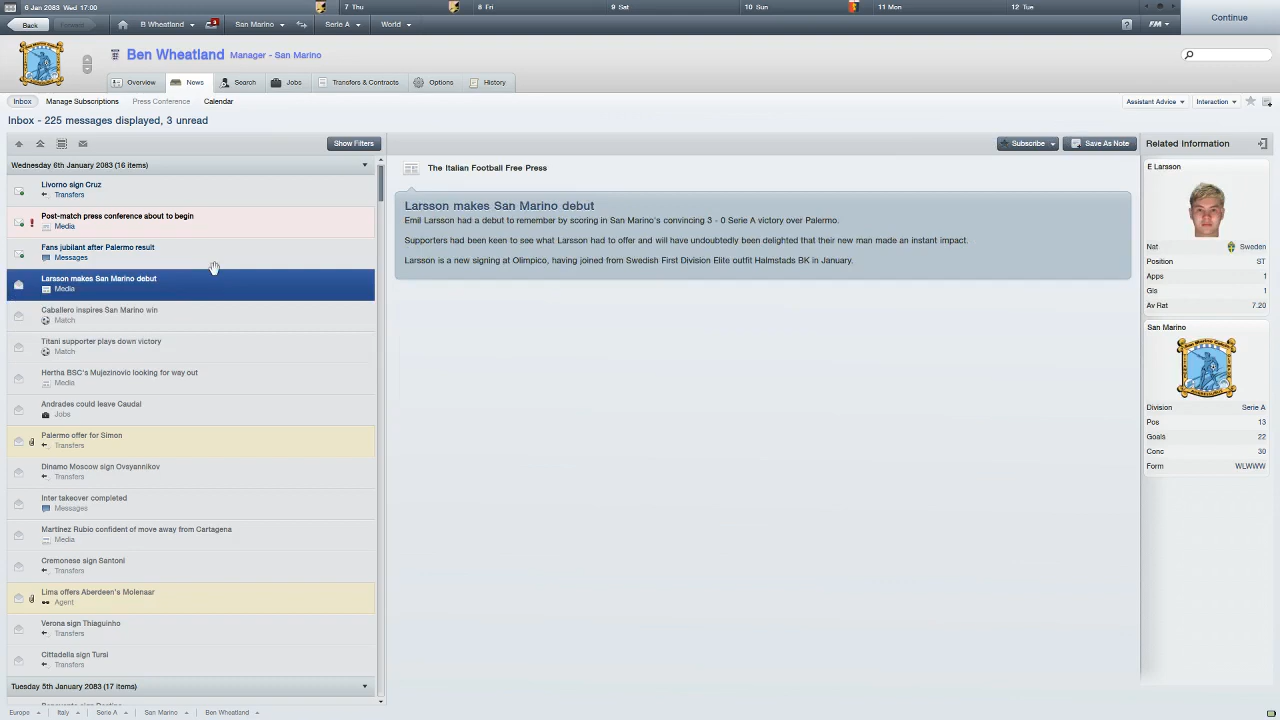 6 Jan 2083 Wed 17:00 7 Thu 8 Fri 9 Sat 10 Sun 11 Mon 12 Tue
Back Forward B Wheatland 3 San Marino Serie A World ? FM Continue
Ben Wheatland Manager - San Marino
Overview News Search Jobs Transfers & Contracts Options History
Inbox Manage Subscriptions Press Conference Calendar Assistant Advice Interaction
Inbox - 225 messages displayed, 3 unread
Show Filters Subscribe Save As Note Related Information
Wednesday 6th January 2083 (16 items)
Livorno sign Cruz
Transfers
Post-match press conference about to begin
Media
Fans jubilant after Palermo result
Messages
Larsson makes San Marino debut
Media
Caballero inspires San Marino win
Match
Titani supporter plays down victory
Match
Hertha BSC's Mujezinovic looking for way out
Media
Andrades could leave Caudal
Jobs
Palermo offer for Simon
Transfers
Dinamo Moscow sign Ovsyannikov
Transfers
Inter takeover completed
Messages
Martínez Rubio confident of move away from Cartagena
Media
Cremonese sign Santoni
Transfers
Lima offers Aberdeen's Molenaar
Agent
Verona sign Thiaguinho
Transfers
Cittadella sign Tursi
Transfers
Tuesday 5th January 2083 (17 items)
The Italian Football Free Press
Larsson makes San Marino debut
Emil Larsson had a debut to remember by scoring in San Marino's convincing 3 - 0 Serie A victory over Palermo.
Supporters had been keen to see what Larsson had to offer and will have undoubtedly been delighted that their new man made an instant impact.
Larsson is a new signing at Olimpico, having joined from Swedish First Division Elite outfit Halmstads BK in January.
E Larsson
Nat Sweden
Position ST
Apps 1
Gls 1
Av Rat 7.20
San Marino
Division Serie A
Pos 13
Goals 22
Conc 30
Form WLWWW
Europe Italy Serie A San Marino Ben Wheatland